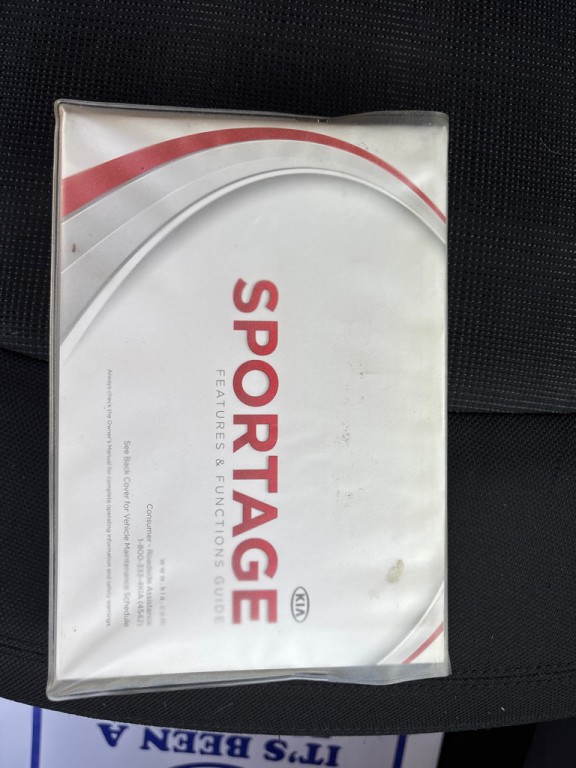 KIA
SPORTAGE
FEATURES & FUNCTIONS GUIDE
www.kia.com
Consumer - Roadside Assistance
1-800-333-4KIA (4542)
See Back Cover for Vehicle Maintenance Schedule
Always check the Owner's Manual for complete operating information and safety warnings.
IT'S BEEN A